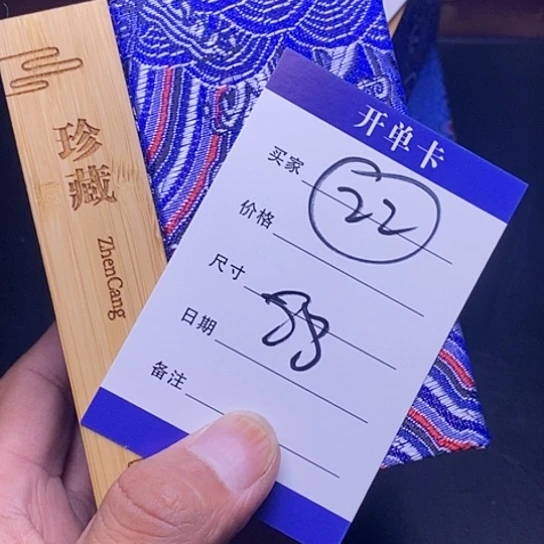 珍藏
ZhenCang
开单卡
买家 22
价格
尺寸
日期
备注